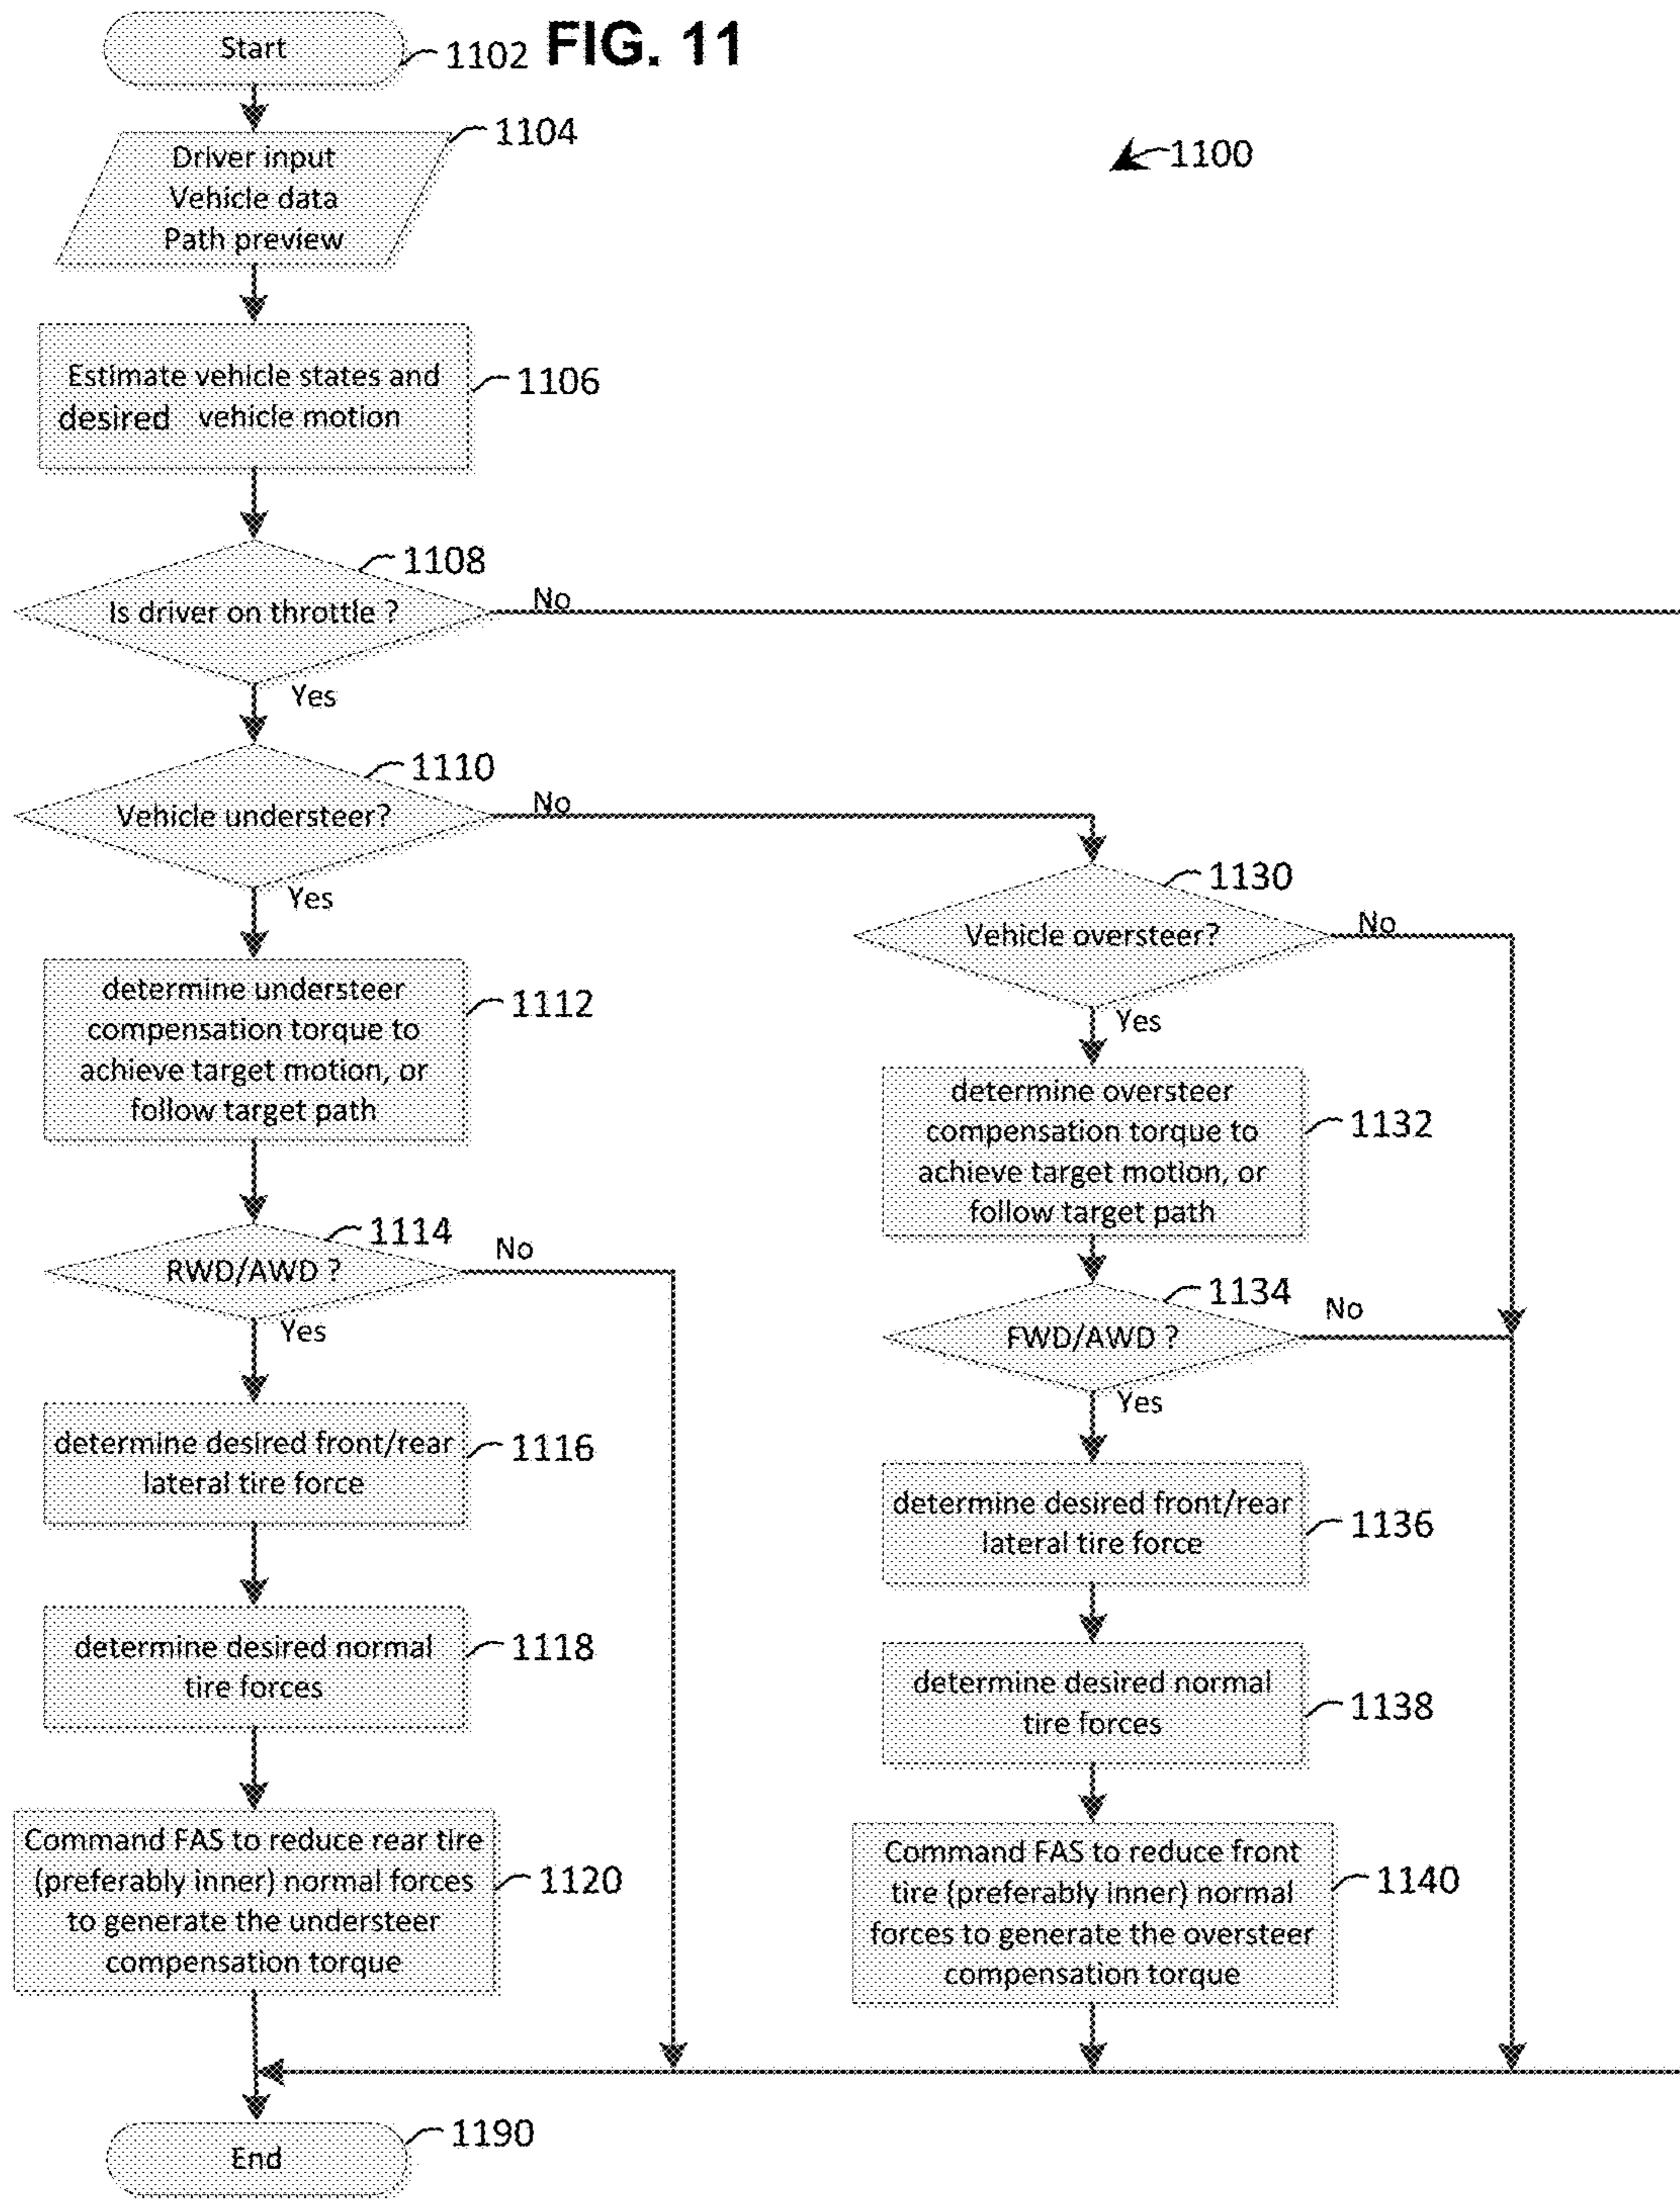 Start
1102
FIG. 11
Driver input
Vehicle data
Path preview
1104
1100
Estimate vehicle states and
desired vehicle motion
1106
1108
Is driver on throttle ?
No
Yes
1110
Vehicle understeer?
No
Yes
1130
Vehicle oversteer?
No
Yes
determine understeer
compensation torque to
achieve target motion, or
follow target path
1112
determine oversteer
compensation torque to
achieve target motion, or
follow target path
1132
1114
RWD/AWD ?
No
Yes
1134
FWD/AWD ?
No
Yes
determine desired front/rear
lateral tire force
1116
determine desired front/rear
lateral tire force
1136
determine desired normal
tire forces
1118
determine desired normal
tire forces
1138
Command FAS to reduce rear tire
(preferably inner) normal forces
to generate the understeer
compensation torque
1120
Command FAS to reduce front
tire (preferably inner) normal
forces to generate the oversteer
compensation torque
1140
End
1190